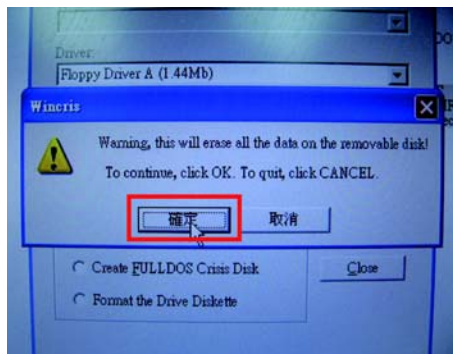 Driver:
Floppy Driver A (1.44Mb)
Wincris
Warning, this will erase all the data on the removable disk!
To continue, click OK. To quit, click CANCEL.
確定
取消
Create FULLDOS Crisis Disk
Close
Format the Drive Diskette